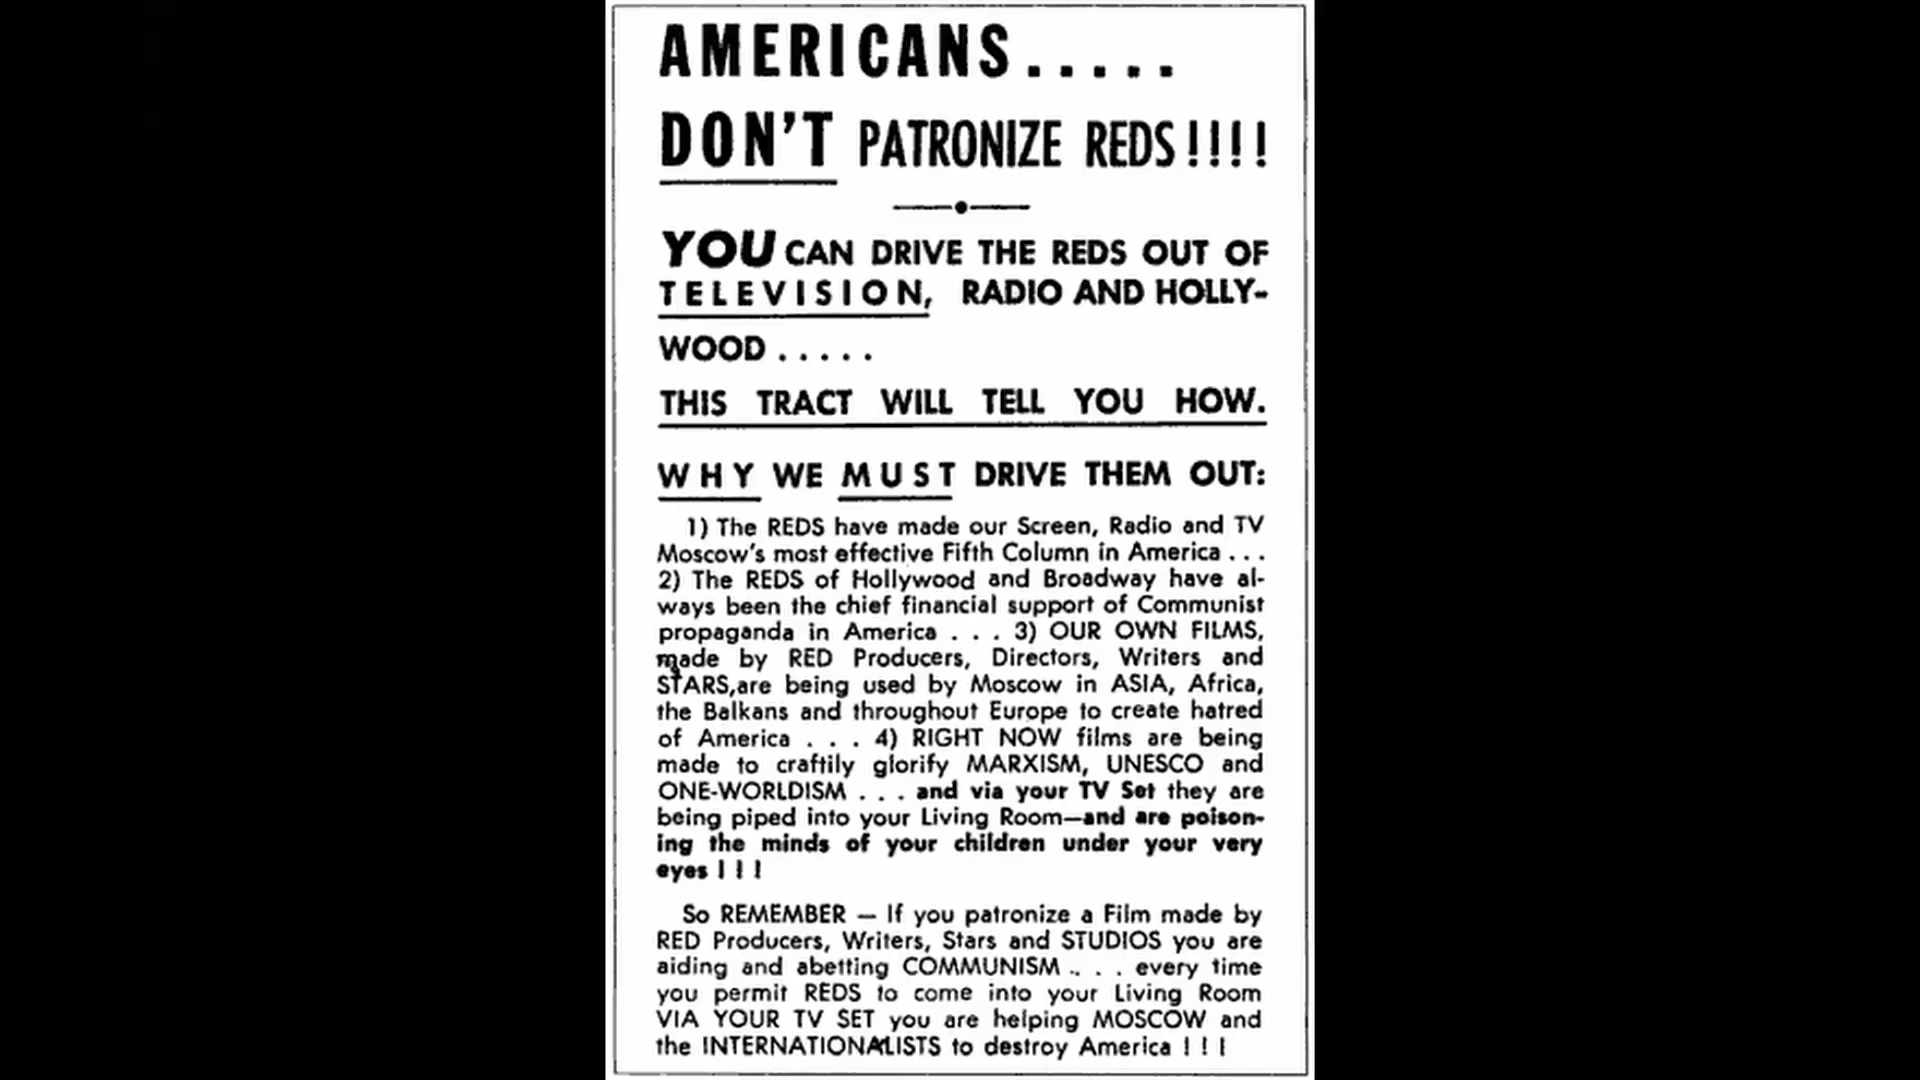 AMERICANS.....
DON'T PATRONIZE REDS!!!!
YOU CAN DRIVE THE REDS OUT OF
TELEVISION, RADIO AND HOLLY-
WOOD.....
THIS TRACT WILL TELL YOU HOW.
WHY WE MUST DRIVE THEM OUT:
1) The REDS have made our Screen, Radio and TV
Moscow's most effective Fifth Column in America . . .
2) The REDS of Hollywood and Broadway have al-
ways been the chief financial support of Communist
propaganda in America . . . 3) OUR OWN FILMS,
made by RED Producers, Directors, Writers and
STARS,are being used by Moscow in ASIA, Africa,
the Balkans and throughout Europe to create hatred
of America . . . 4) RIGHT NOW films are being
made to craftily glorify MARXISM, UNESCO and
ONE-WORLDISM . . . and via your TV Set they are
being piped into your Living Room—and are poison-
ing the minds of your children under your very
eyes ! ! !
So REMEMBER — If you patronize a Film made by
RED Producers, Writers, Stars and STUDIOS you are
aiding and abetting COMMUNISM . . . every time
you permit REDS to come into your Living Room
VIA YOUR TV SET you are helping MOSCOW and
the INTERNATIONALISTS to destroy America ! ! !